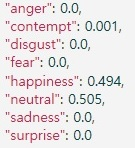 "anger": 0.0,
"contempt": 0.001,
"disgust": 0.0,
"fear": 0.0,
"happiness": 0.494,
"neutral": 0.505,
"sadness": 0.0,
"surprise": 0.0